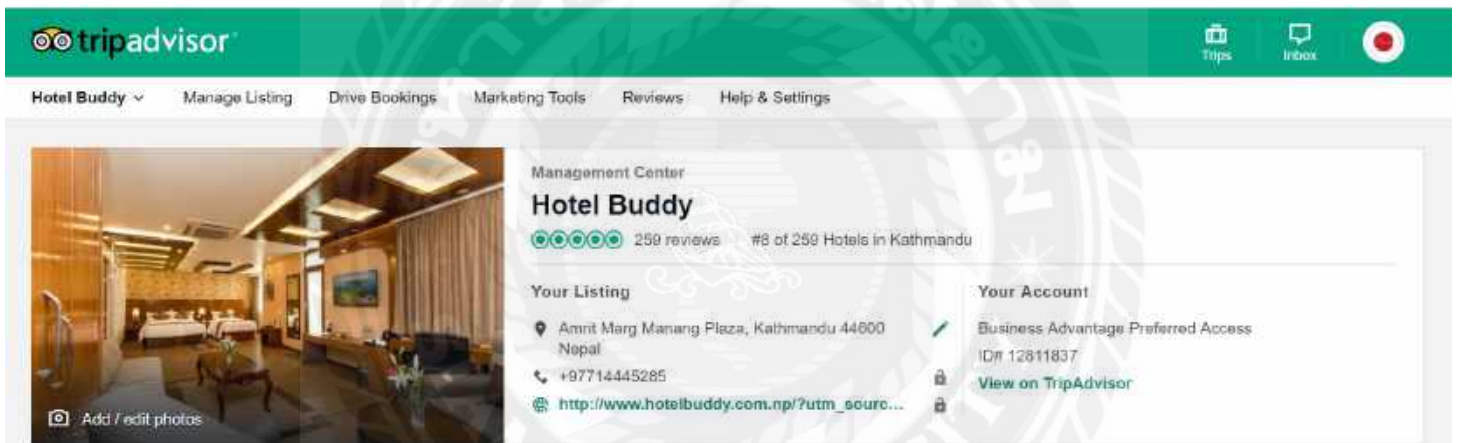 tripadvisor
Trips
Inbox
Hotel Buddy
Manage Listing
Drive Bookings
Marketing Tools
Reviews
Help & Settings
Management Center
Hotel Buddy
259 reviews
#8 of 259 Hotels in Kathmandu
Your Listing
Amrit Marg Manang Plaza, Kathmandu 44600
Nepal
+97714445285
http://www.hotelbuddy.com.np/?utm_sourc...
Your Account
Business Advantage Preferred Access
ID# 12811837
View on TripAdvisor
Add / edit photos